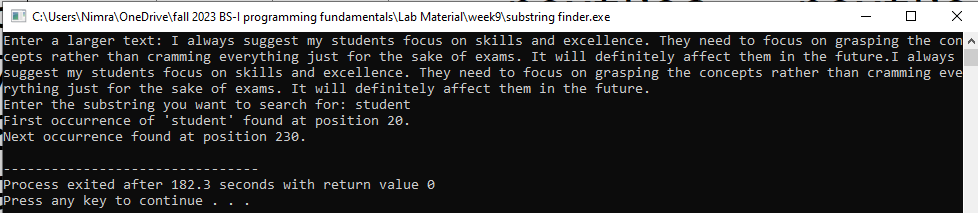 C:\Users\Nimra\OneDrive\fall 2023 BS-I programming fundamentals\Lab Material\week9\substring finder.exe
Enter a larger text: I always suggest my students focus on skills and excellence. They need to focus on grasping the con
cepts rather than cramming everything just for the sake of exams. It will definitely affect them in the future.I always
suggest my students focus on skills and excellence. They need to focus on grasping the concepts rather than cramming eve
rything just for the sake of exams. It will definitely affect them in the future.
Enter the substring you want to search for: student
First occurrence of 'student' found at position 20.
Next occurrence found at position 230.
--------------------------------
Process exited after 182.3 seconds with return value 0
Press any key to continue . . .